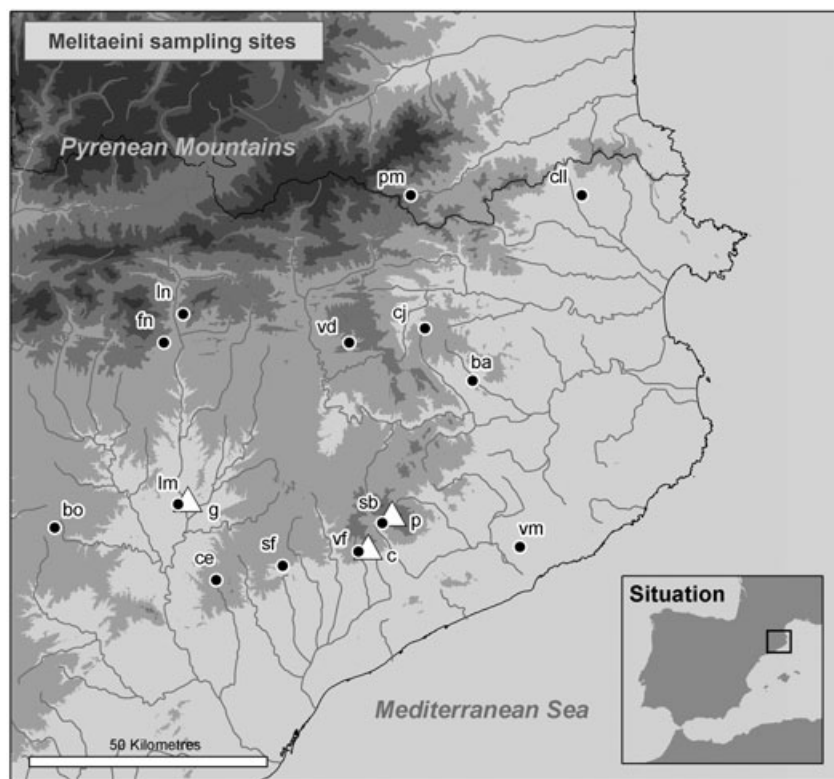 Melitaeini sampling sites
Pyrenean Mountains
pm
cll
ln
fn
vd
cj
ba
lm
g
bo
sb
p
vf
c
vm
ce
sf
Situation
Mediterranean Sea
50 Kilometres